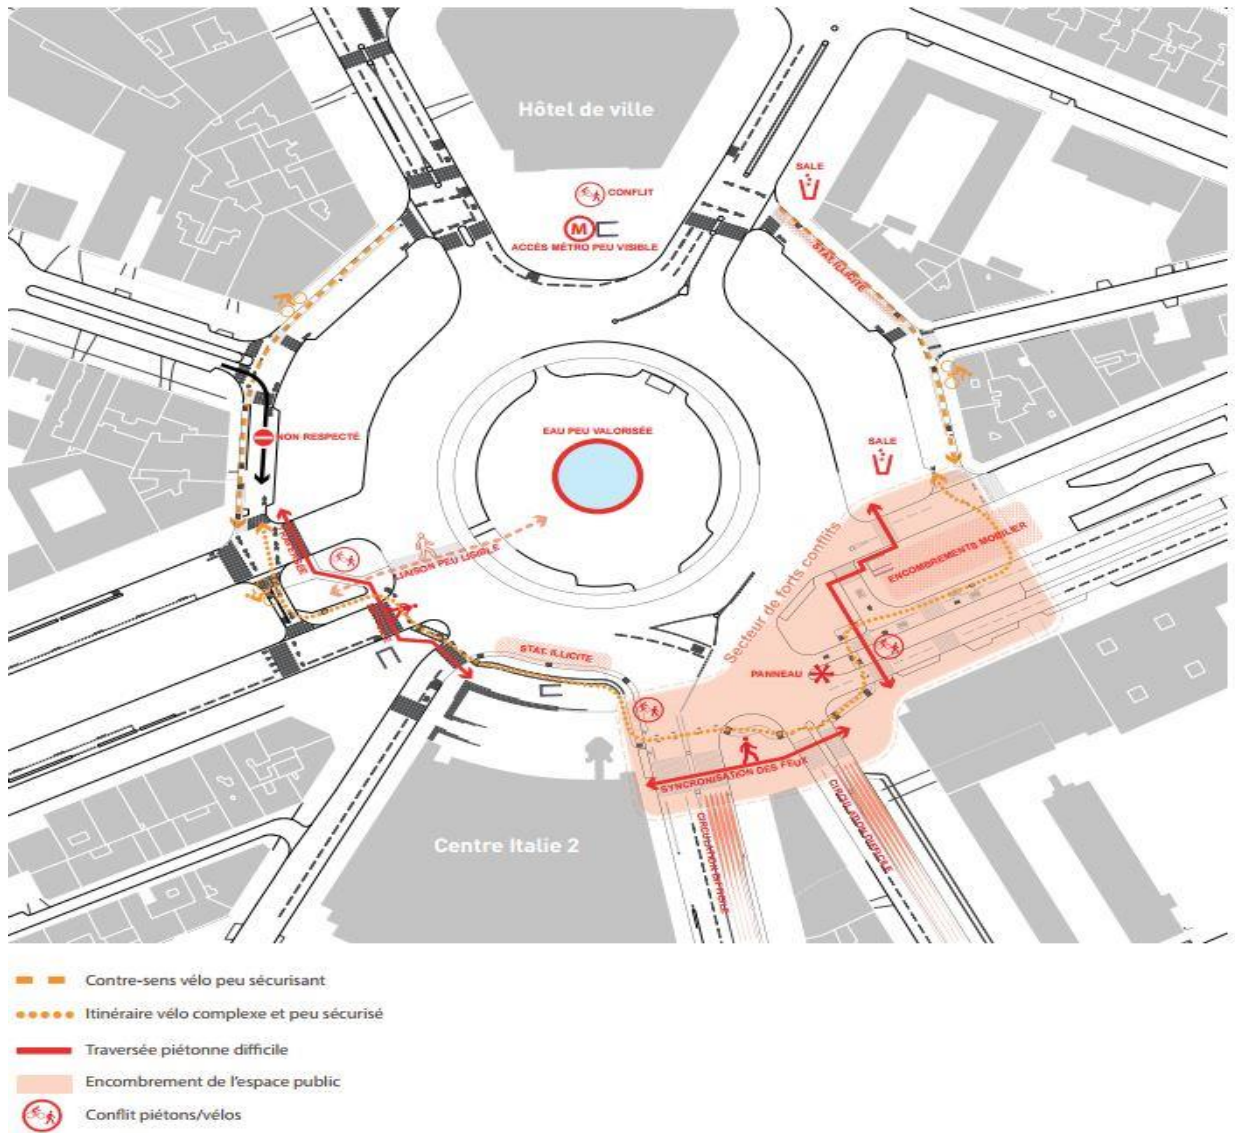 Hôtel de ville
SALE
CONFLIT
M
ACCÈS MÉTRO PEU VISIBLE
STAT. ILLICITE
EAU PEU VALORISÉE
NON RESPECTÉ
SALE
TRAVERSÉE
LIAISON PEU LISIBLE
Secteur de forts conflits
ENCOMBREMENTS MOBILIER
STAT. ILLICITE
PANNEAU
SYNCRONISATION DES FEUX
CIRCULATION DIFFICILE
CIRCULATION DIFFICILE
Centre Italie 2
Contre-sens vélo peu sécurisant
Itinéraire vélo complexe et peu sécurisé
Traversée piétonne difficile
Encombrement de l'espace public
Conflit piétons/vélos